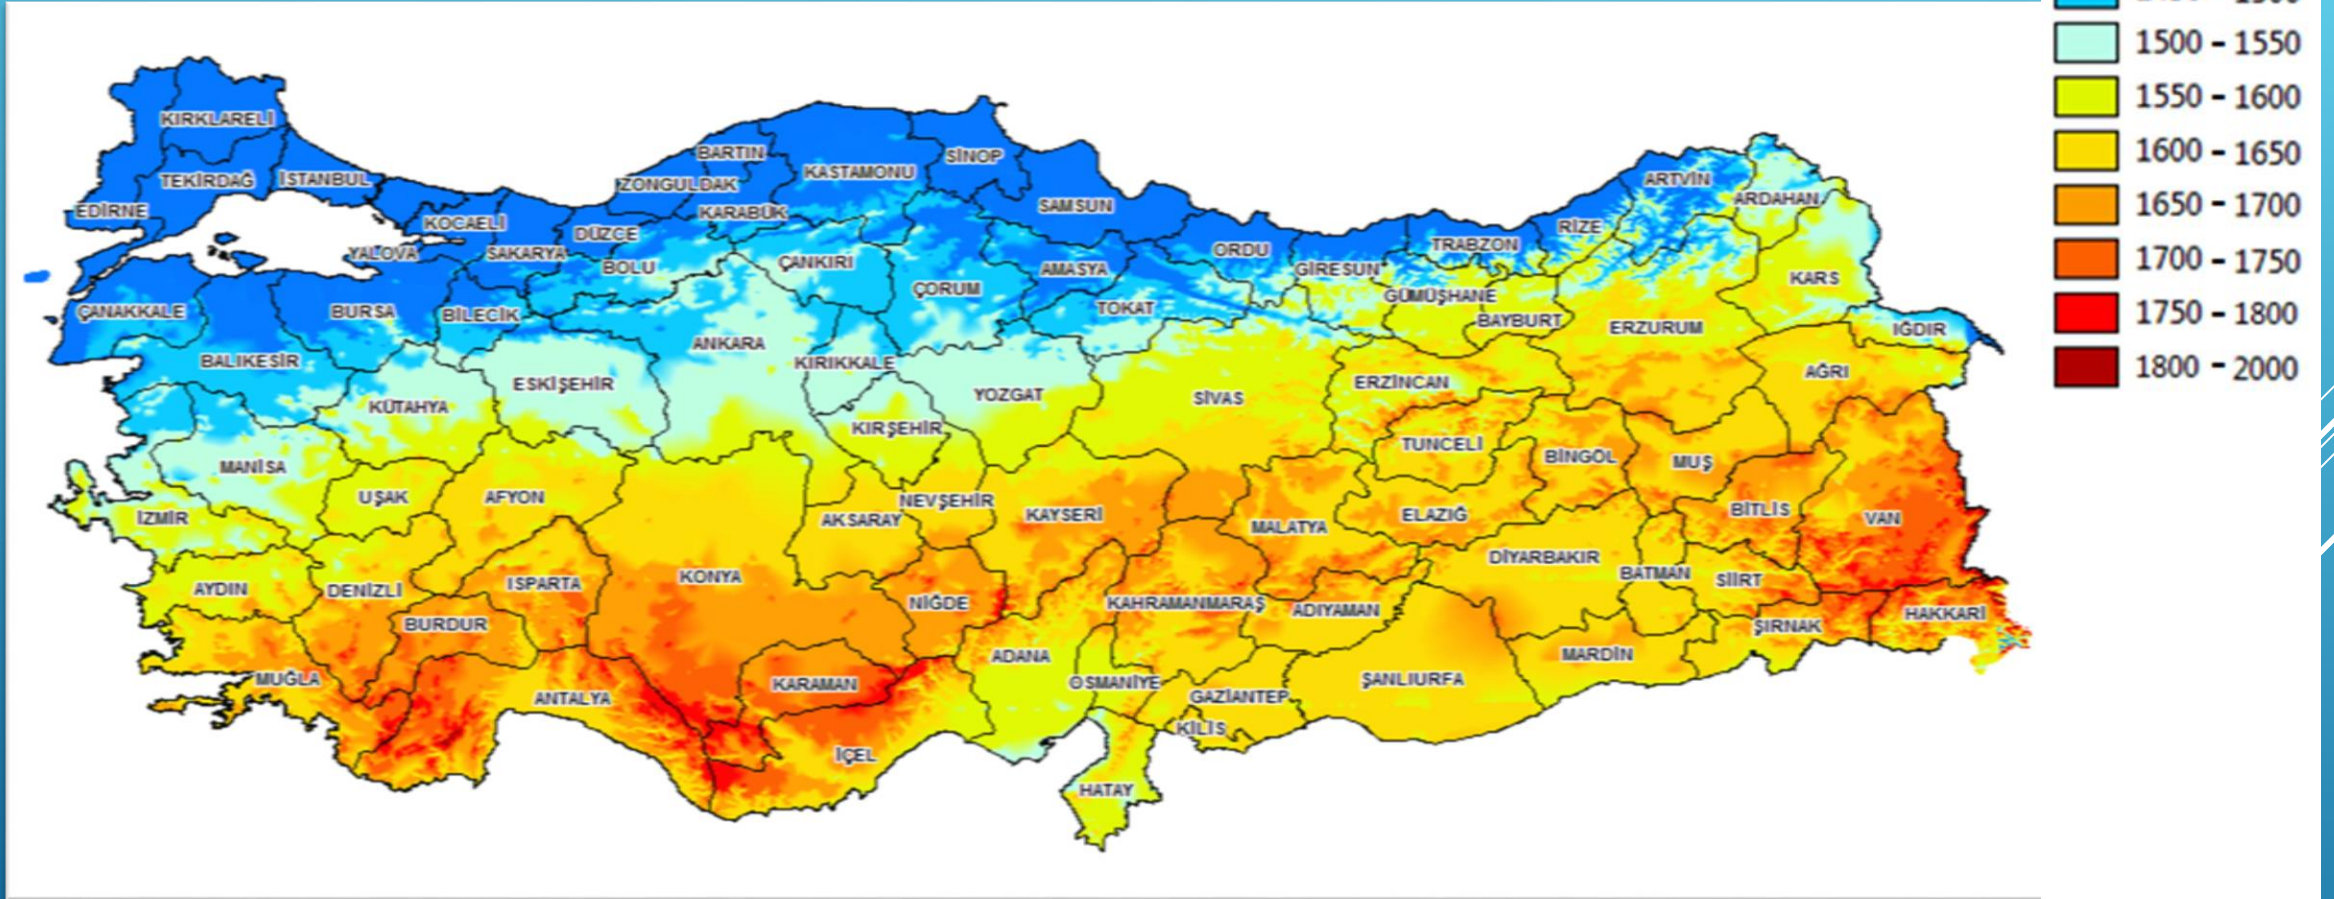 1500 - 1550
1550 - 1600
1600 - 1650
1650 - 1700
1700 - 1750
1750 - 1800
1800 - 2000
KIRKLARELİ
TEKİRDAĞ
İSTANBUL
EDİRNE
KOCAELİ
YALOVA
SAKARYA
DÜZCE
ZONGULDAK
BARTIN
KARABÜK
KASTAMONU
SİNOP
SAMSUN
BOLU
ÇANKIRI
ÇORUM
AMASYA
TOKAT
ORDU
GİRESUN
TRABZON
RİZE
ARTVİN
ARDAHAN
KARS
GÜMÜŞHANE
BAYBURT
ERZURUM
IĞDIR
AĞRI
ÇANAKKALE
BURSA
BİLECİK
BALIKESİR
KÜTAHYA
ESKİŞEHİR
ANKARA
KIRIKKALE
YOZGAT
SİVAS
ERZİNCAN
KIRŞEHİR
TUNCELİ
BİNGÖL
MUŞ
MANİSA
UŞAK
AFYON
İZMİR
NEVŞEHİR
AKSARAY
KAYSERİ
MALATYA
ELAZIĞ
BİTLİS
VAN
DİYARBAKIR
BATMAN
SİİRT
AYDIN
DENİZLİ
ISPARTA
KONYA
NİĞDE
KAHRAMANMARAŞ
ADIYAMAN
HAKKARİ
ŞIRNAK
BURDUR
MUĞLA
ANTALYA
KARAMAN
ADANA
OSMANİYE
GAZİANTEP
ŞANLIURFA
MARDİN
KİLİS
İÇEL
HATAY